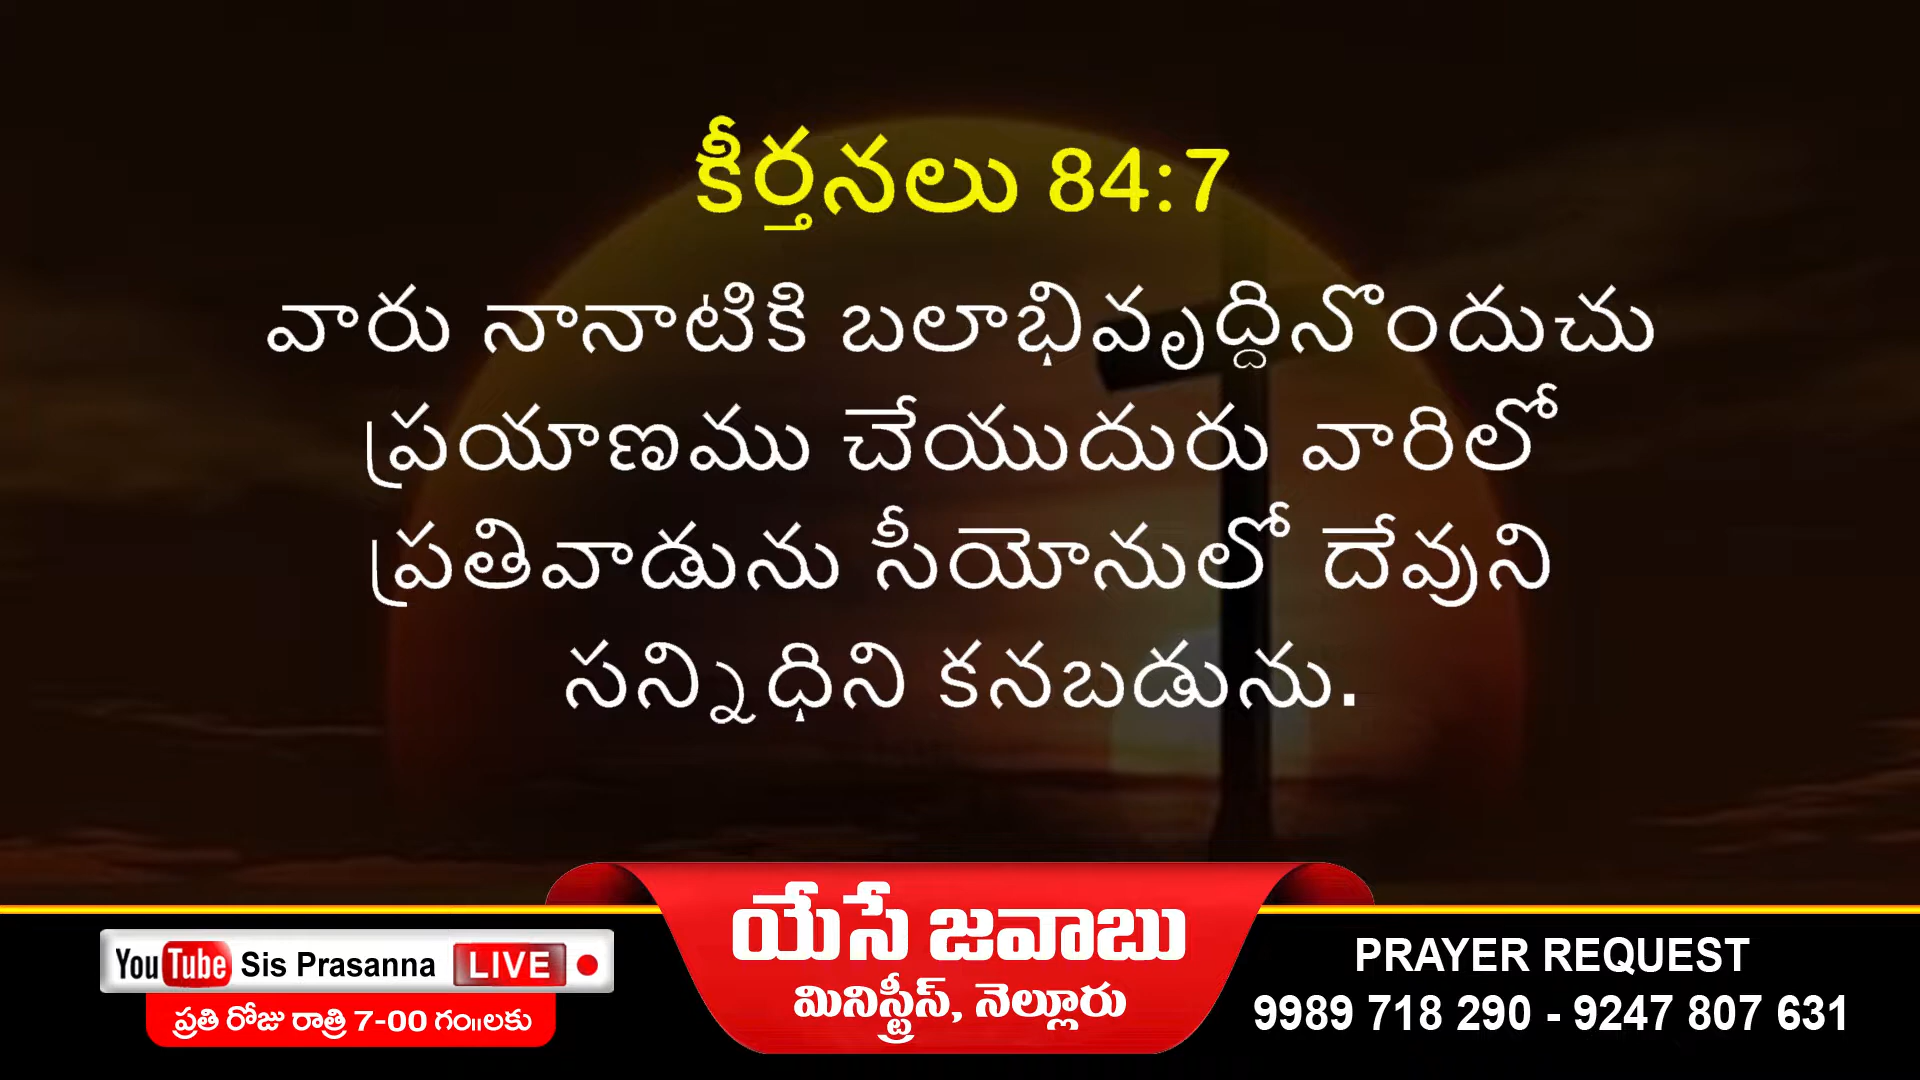 కీర్తనలు 84:7
వారు నానాటికి బలాభివృద్దినొందుచు
ప్రయాణము చేయుదురు వారిలో
ప్రతివాడును సీయోనులో దేవుని
సన్నిధిని కనబడును.
YouTube Sis Prasanna LIVE
ప్రతి రోజు రాత్రి 7-00 గం॥లకు
యేసే జవాబు
మినిస్ట్రీస్, నెల్లూరు
PRAYER REQUEST
9989 718 290 - 9247 807 631